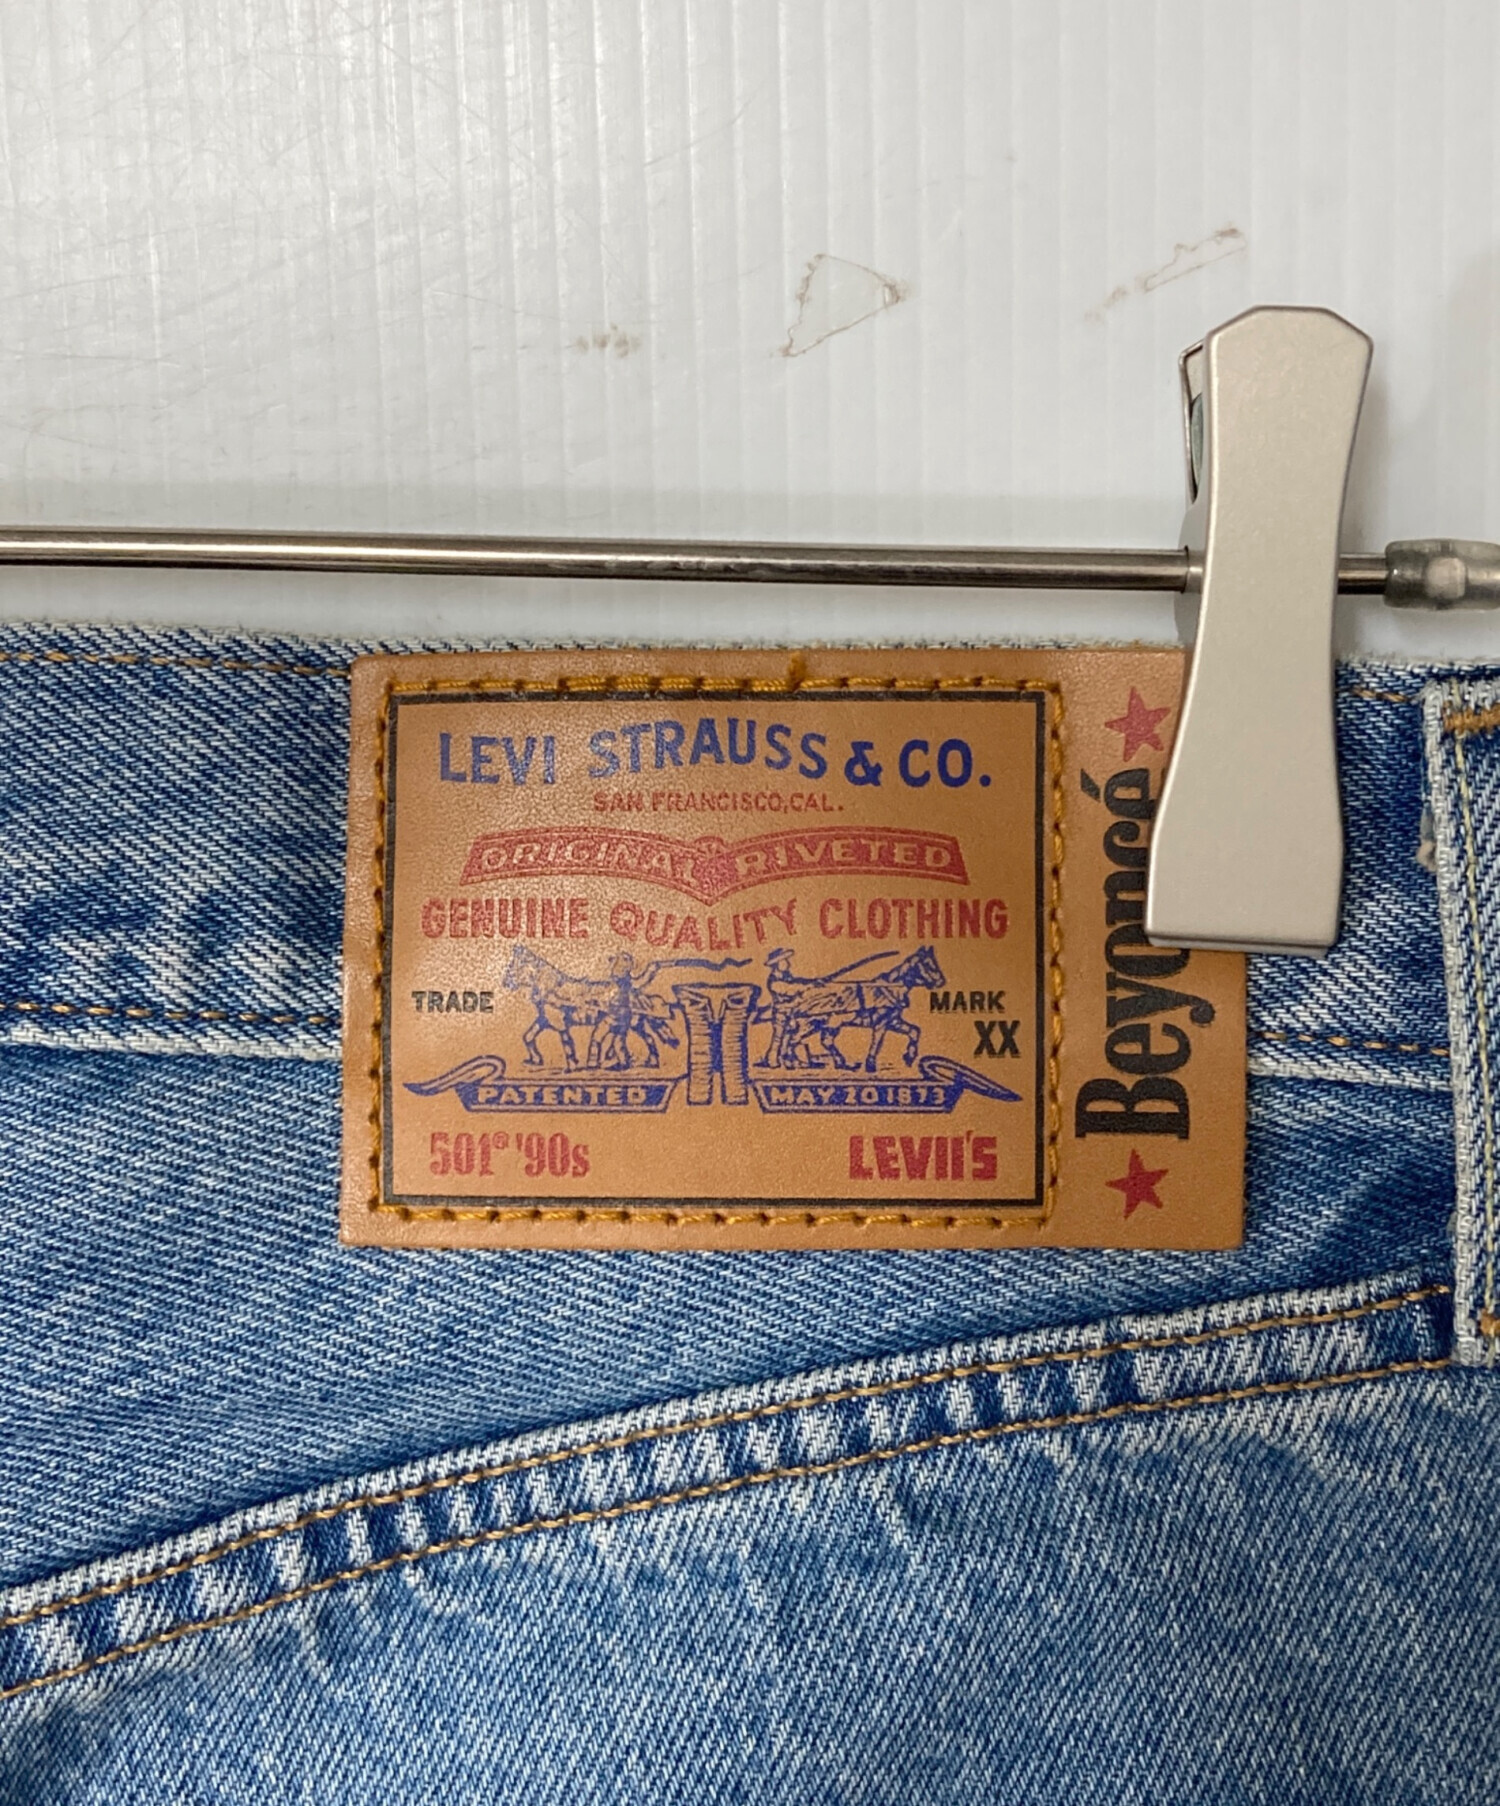 LEVI STRAUSS & CO.
SAN FRANCISCO, CAL.
ORIGINAL RIVETED
GENUINE QUALITY CLOTHING
TRADE MARK
XX
PATENTED MAY 20 1873
501® '90s LEVII'S
Beyoncé